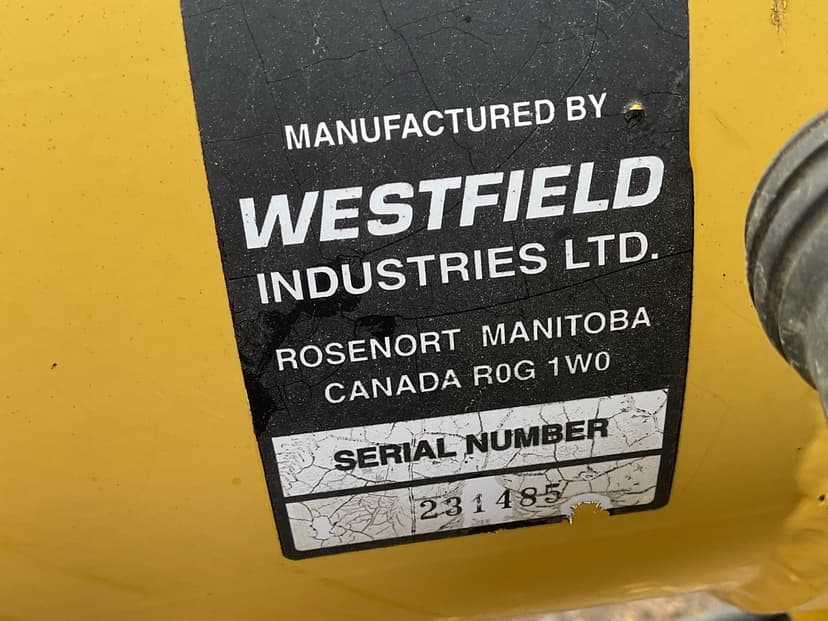 MANUFACTURED BY
WESTFIELD
INDUSTRIES LTD.
ROSENORT MANITOBA
CANADA R0G 1W0
SERIAL NUMBER
231485